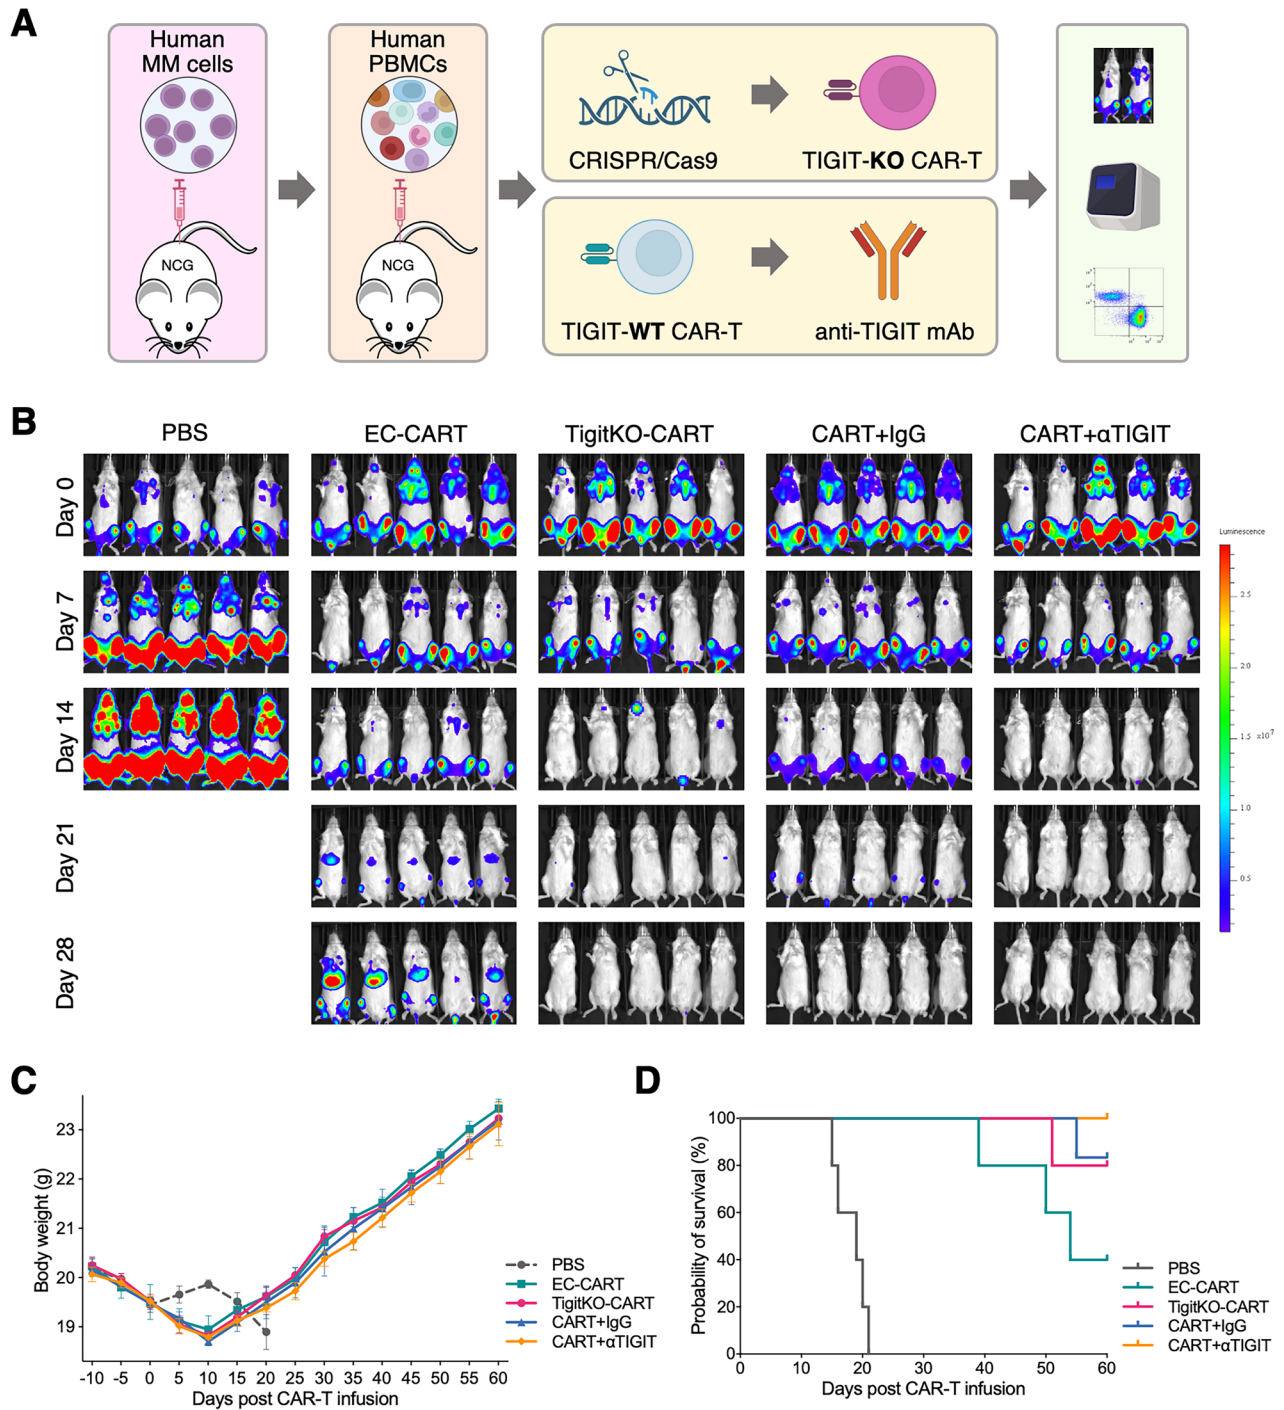 A
Human
MM cells
NCG
Human
PBMCs
NCG
CRISPR/Cas9
TIGIT-KO CAR-T
TIGIT-WT CAR-T
anti-TIGIT mAb
B
PBS
EC-CART
TigitKO-CART
CART+IgG
CART+αTIGIT
Day 0
Day 7
Day 14
Day 21
Day 28
Luminescence
2.5
2.0
1.5
x10⁷
1.0
0.5
C
Body weight (g)
23
22
21
20
19
-10 -5 0 5 10 15 20 25 30 35 40 45 50 55 60
Days post CAR-T infusion
PBS
EC-CART
TigitKO-CART
CART+IgG
CART+αTIGIT
D
Probability of survival (%)
100
80
60
40
20
0
0 10 20 30 40 50 60
Days post CAR-T infusion
PBS
EC-CART
TigitKO-CART
CART+IgG
CART+αTIGIT